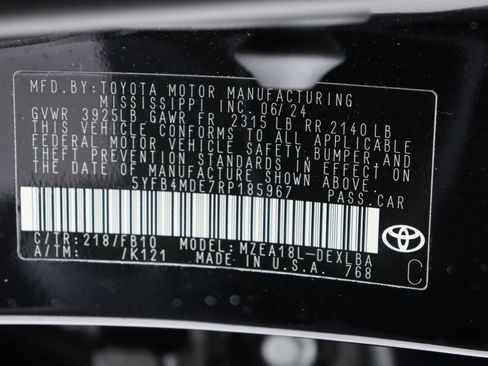 MFD.BY:TOYOTA MOTOR MANUFACTURING
MISSISSIPPI INC. 06/24
GVWR 3925LB GAWR FR 2315 LB RR 2140 LB
THIS VEHICLE CONFORMS TO ALL APPLICABLE
FEDERAL MOTOR VEHICLE SAFETY, BUMPER, AND
THEFT PREVENTION STANDARDS IN EFFECT ON
THE DATE OF MANUFACTURE SHOWN ABOVE.
5YFB4MDE7RP185967 PASS.CAR
C/TR: 218?/FB10 MODEL: MZEA18L-DEXLBA
A/TM: /K121 MADE IN U.S.A. 768
C